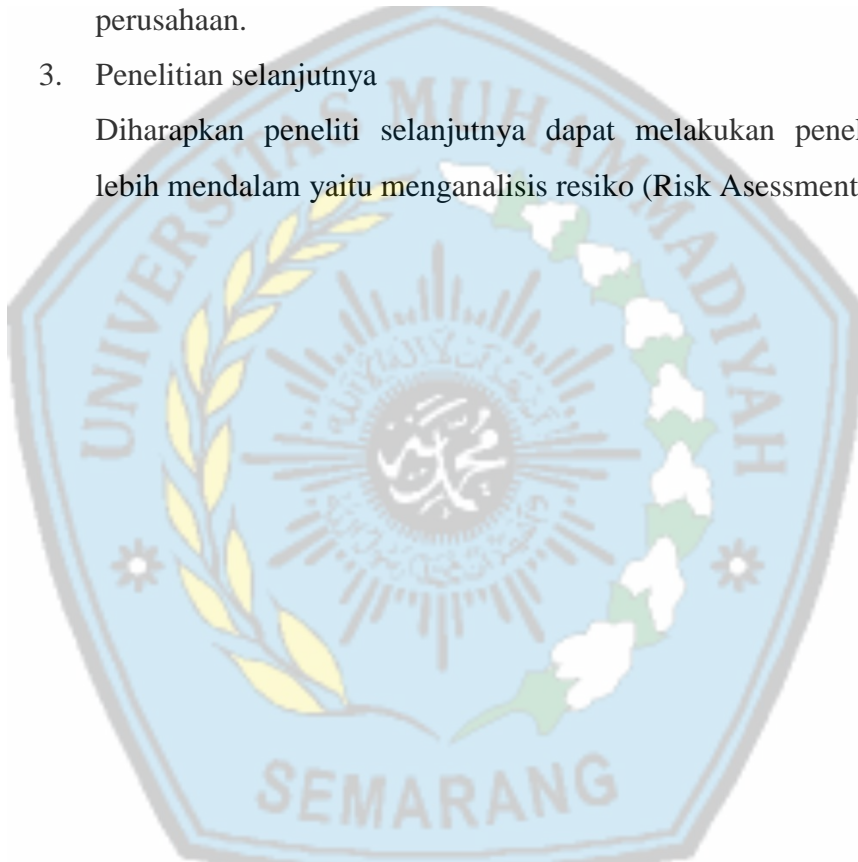 perusahaan.
3. Penelitian selanjutnya
Diharapkan peneliti selanjutnya dapat melakukan penel
lebih mendalam yaitu menganalisis resiko (Risk Asessment
UNIVERSITAS MUHAMMADIYAH
SEMARANG